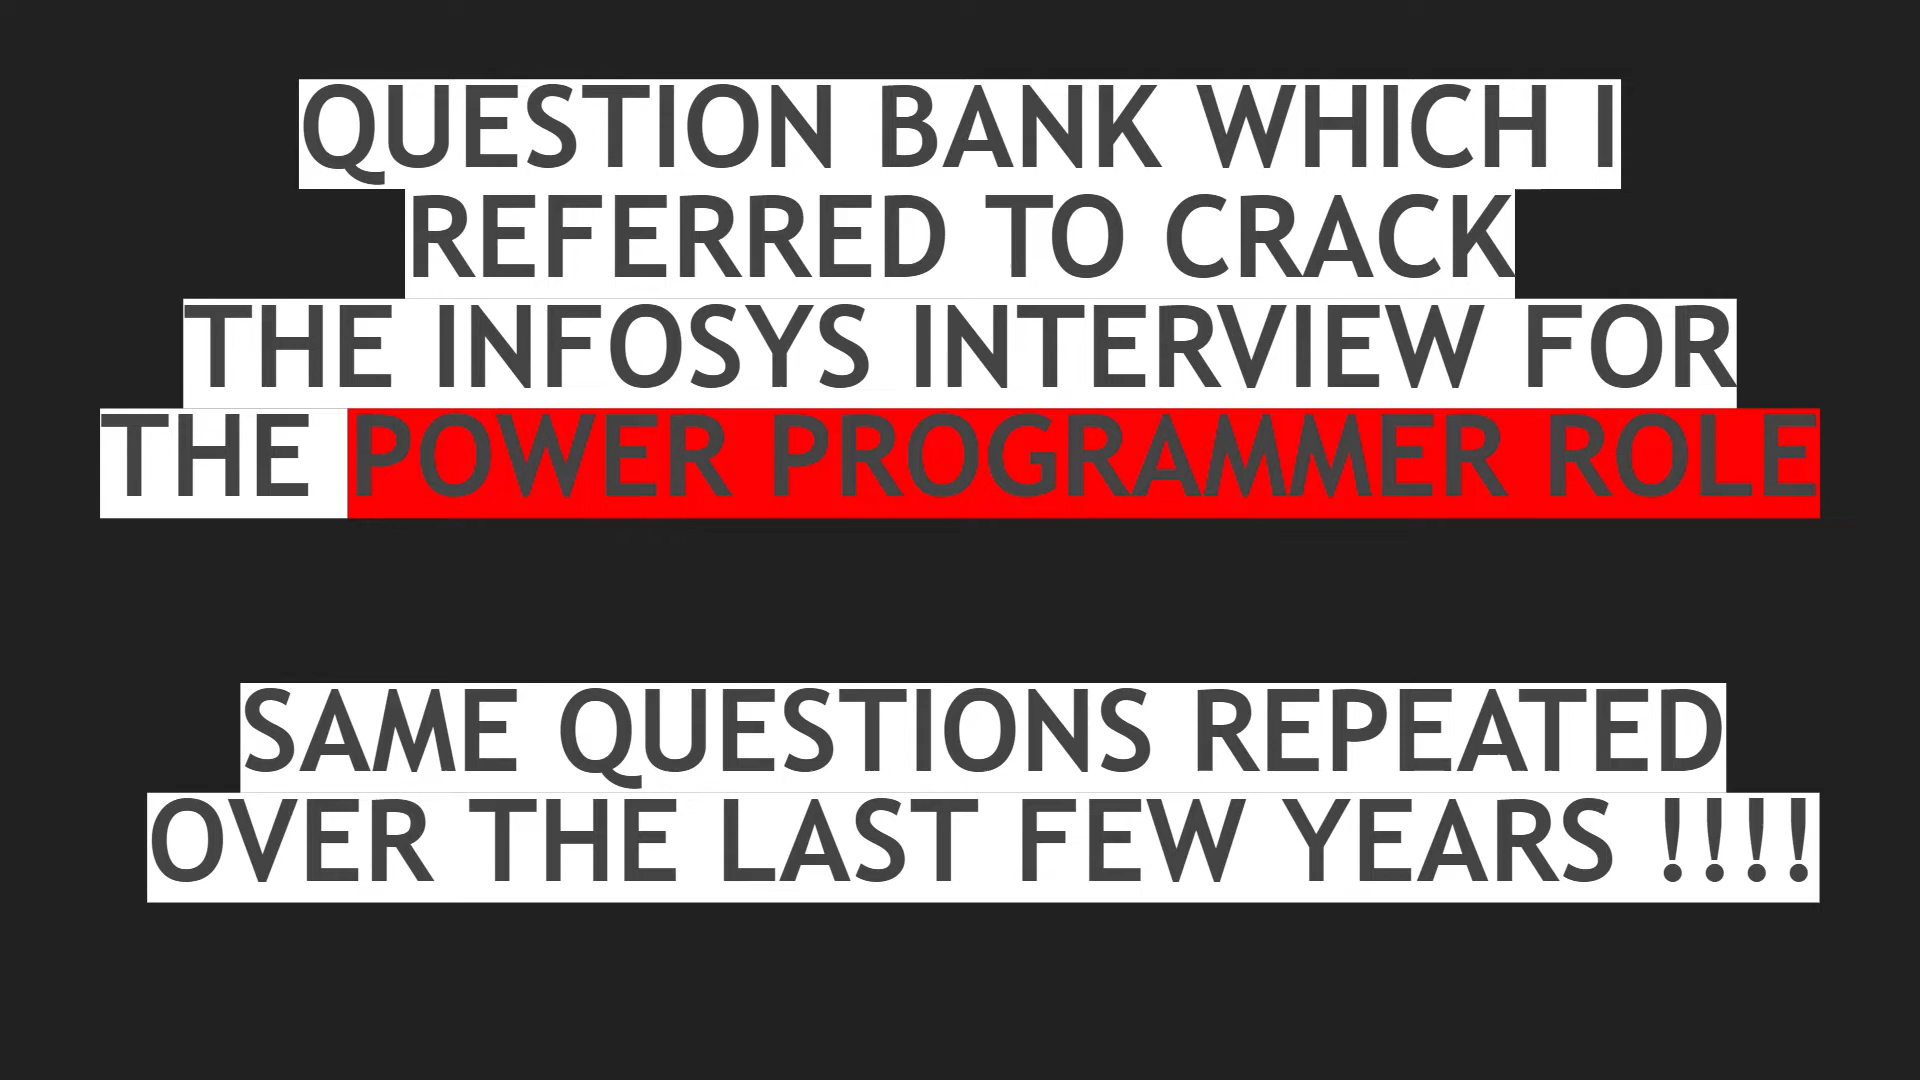 QUESTION BANK WHICH I
REFERRED TO CRACK
THE INFOSYS INTERVIEW FOR
THE POWER PROGRAMMER ROLE
SAME QUESTIONS REPEATED
OVER THE LAST FEW YEARS !!!!